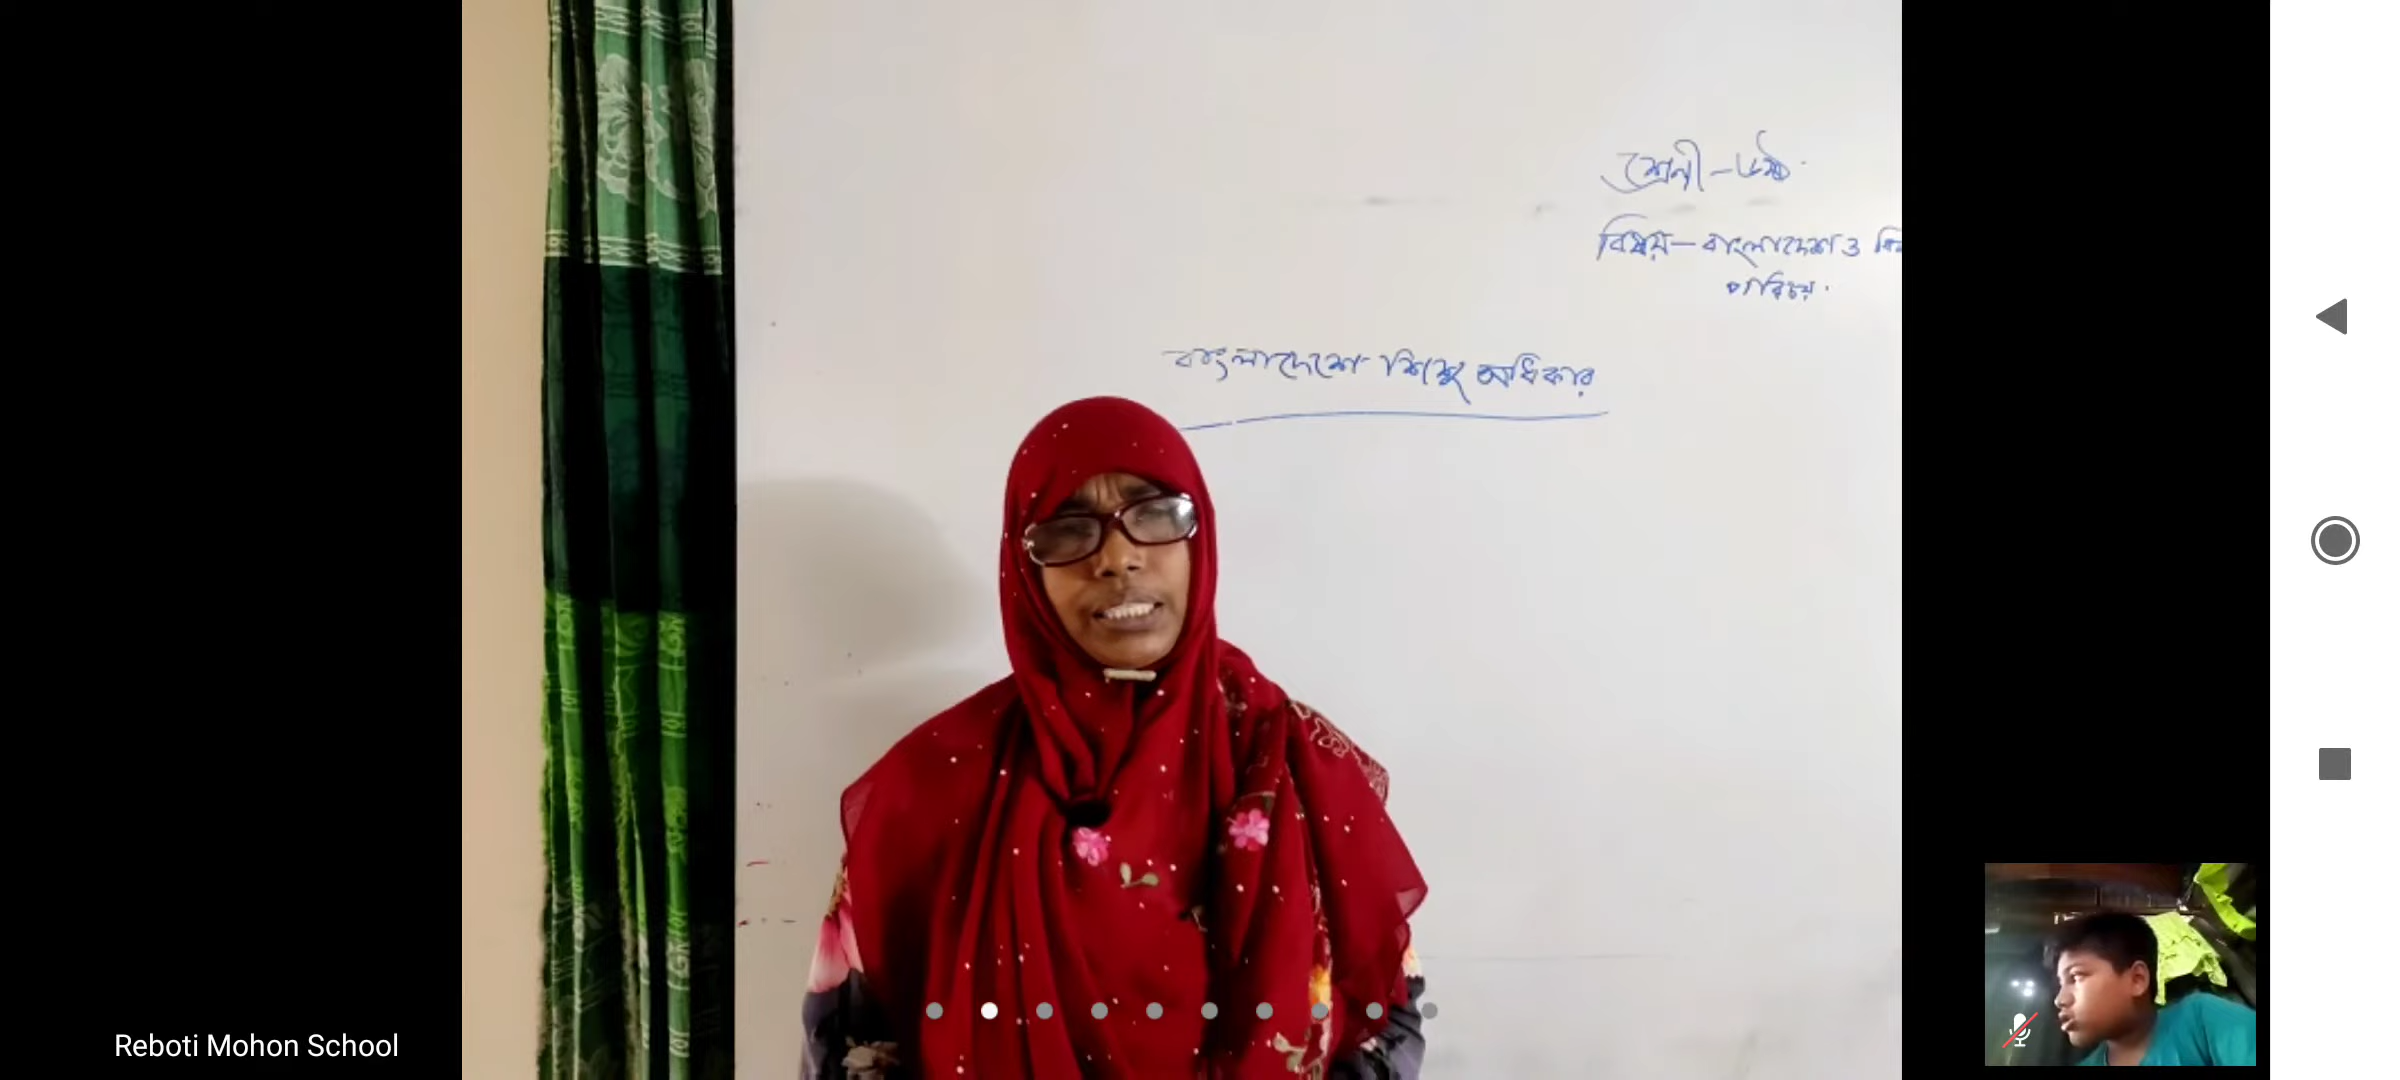 শ্রেনী - ৬ষ্ঠ
বিষয় - বাংলাদেশ ও
পরিচয়
বাংলাদেশে শিশুর অধিকার
Reboti Mohon School